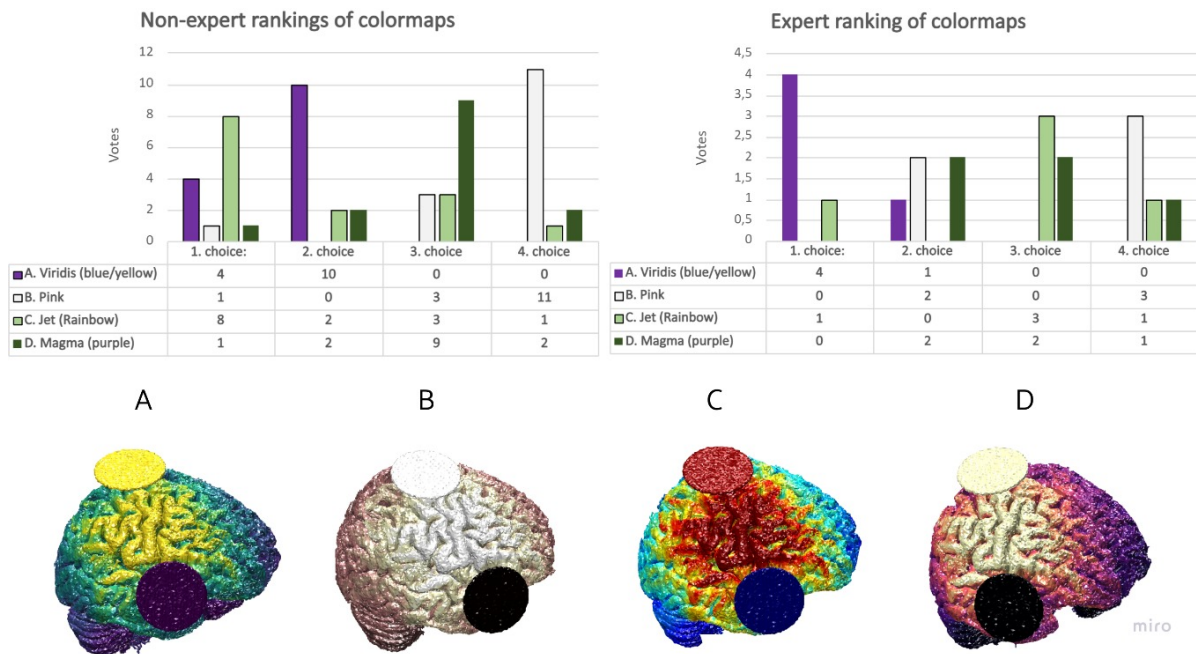 Non-expert rankings of colormaps
12
10
8
6
4
2
0
Votes
1. choice: 2. choice 3. choice 4. choice
A. Viridis (blue/yellow) 4 10 0 0
B. Pink 1 0 3 11
C. Jet (Rainbow) 8 2 3 1
D. Magma (purple) 1 2 9 2
Expert ranking of colormaps
4,5
4
3,5
3
2,5
2
1,5
1
0,5
0
Votes
1. choice: 2. choice 3. choice 4. choice
A. Viridis (blue/yellow) 4 1 0 0
B. Pink 0 2 0 3
C. Jet (Rainbow) 1 0 3 1
D. Magma (purple) 0 2 2 1
A B C D
miro